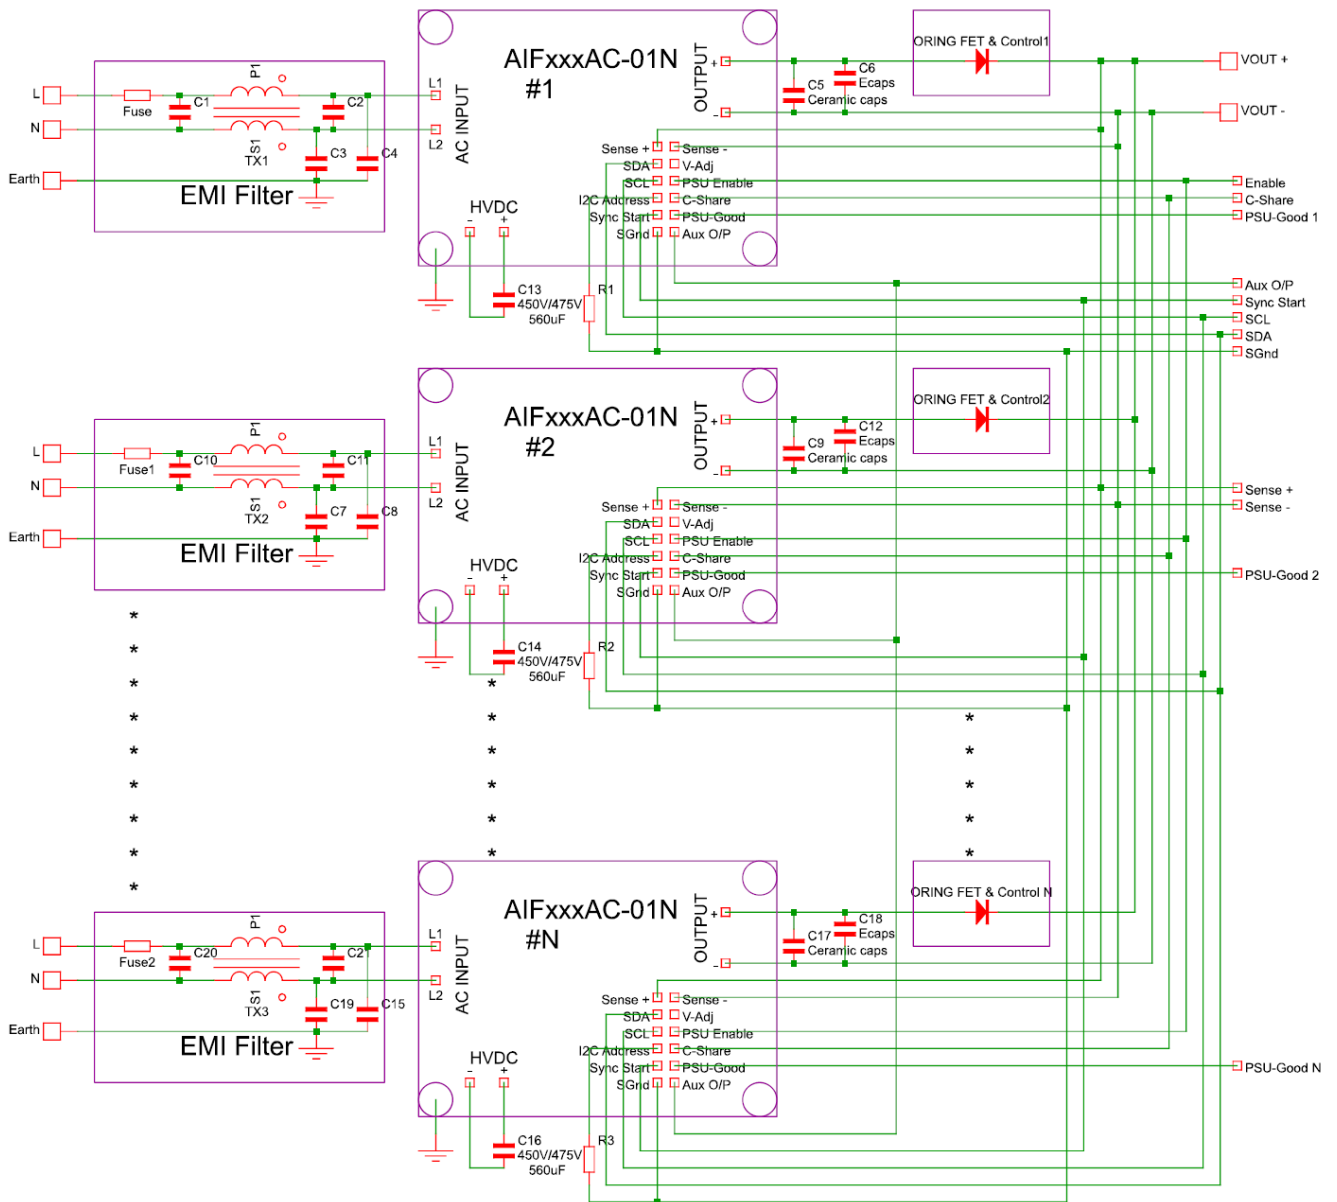 AIFxxxAC-01N
#1
ORING FET & Control1
L
Fuse
C1
P1
S1
TX1
C2
C3
C4
N
Earth
EMI Filter
L1
L2
AC INPUT
OUTPUT
+
-
C5
Ceramic caps
C6
Ecaps
VOUT +
VOUT -
Sense + Sense -
SDA V-Adj
SCL PSU Enable
I2C Address C-Share
Sync Start PSU-Good
SGnd Aux O/P
HVDC
- +
C13
450V/475V
560uF
R1
Enable
C-Share
PSU-Good 1
Aux O/P
Sync Start
SCL
SDA
SGnd
AIFxxxAC-01N
#2
ORING FET & Control2
L
Fuse1
C10
P1
S1
TX2
C11
C7
C8
N
Earth
EMI Filter
L1
L2
AC INPUT
OUTPUT
+
-
C9
Ceramic caps
C12
Ecaps
Sense + Sense -
SDA V-Adj
SCL PSU Enable
I2C Address C-Share
Sync Start PSU-Good
SGnd Aux O/P
HVDC
- +
C14
450V/475V
560uF
R2
Sense +
Sense -
PSU-Good 2
*
*
* * *
* * *
* * *
* * *
* * *
* * *
*
AIFxxxAC-01N
#N
ORING FET & Control N
L
Fuse2
C20
P1
S1
TX3
C21
C19
C15
N
Earth
EMI Filter
L1
L2
AC INPUT
OUTPUT
+
-
C17
Ceramic caps
C18
Ecaps
Sense + Sense -
SDA V-Adj
SCL PSU Enable
I2C Address C-Share
Sync Start PSU-Good
SGnd Aux O/P
HVDC
- +
C16
450V/475V
560uF
R3
PSU-Good N